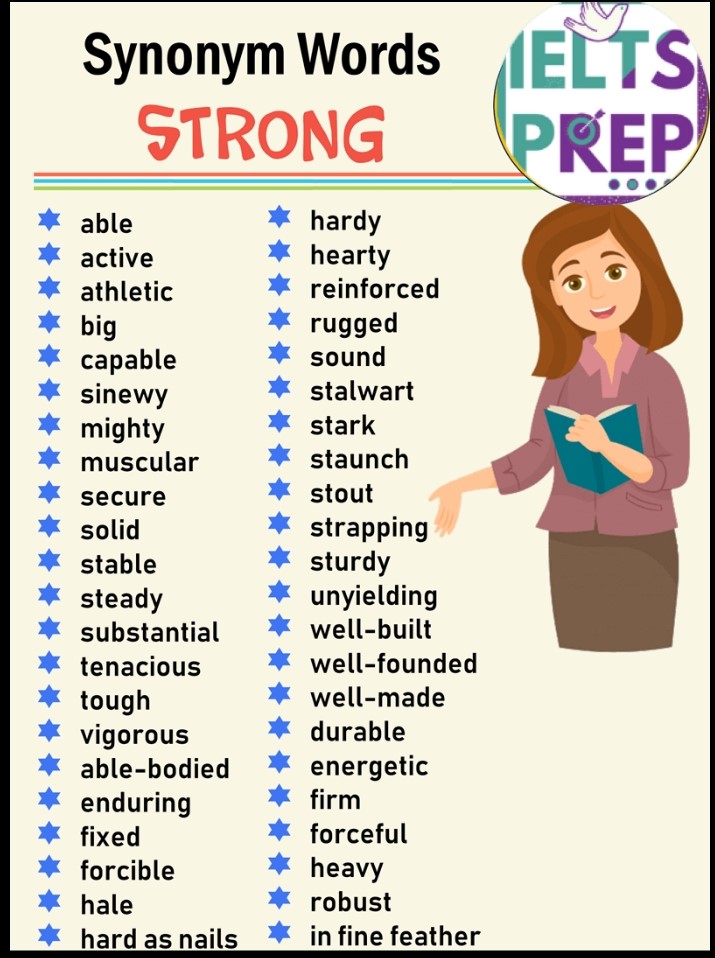 Synonym Words
STRONG
IELTS
PREP
able
active
athletic
big
capable
sinewy
mighty
muscular
secure
solid
stable
steady
substantial
tenacious
tough
vigorous
able-bodied
enduring
fixed
forcible
hale
hard as nails
hardy
hearty
reinforced
rugged
sound
stalwart
stark
staunch
stout
strapping
sturdy
unyielding
well-built
well-founded
well-made
durable
energetic
firm
forceful
heavy
robust
in fine feather